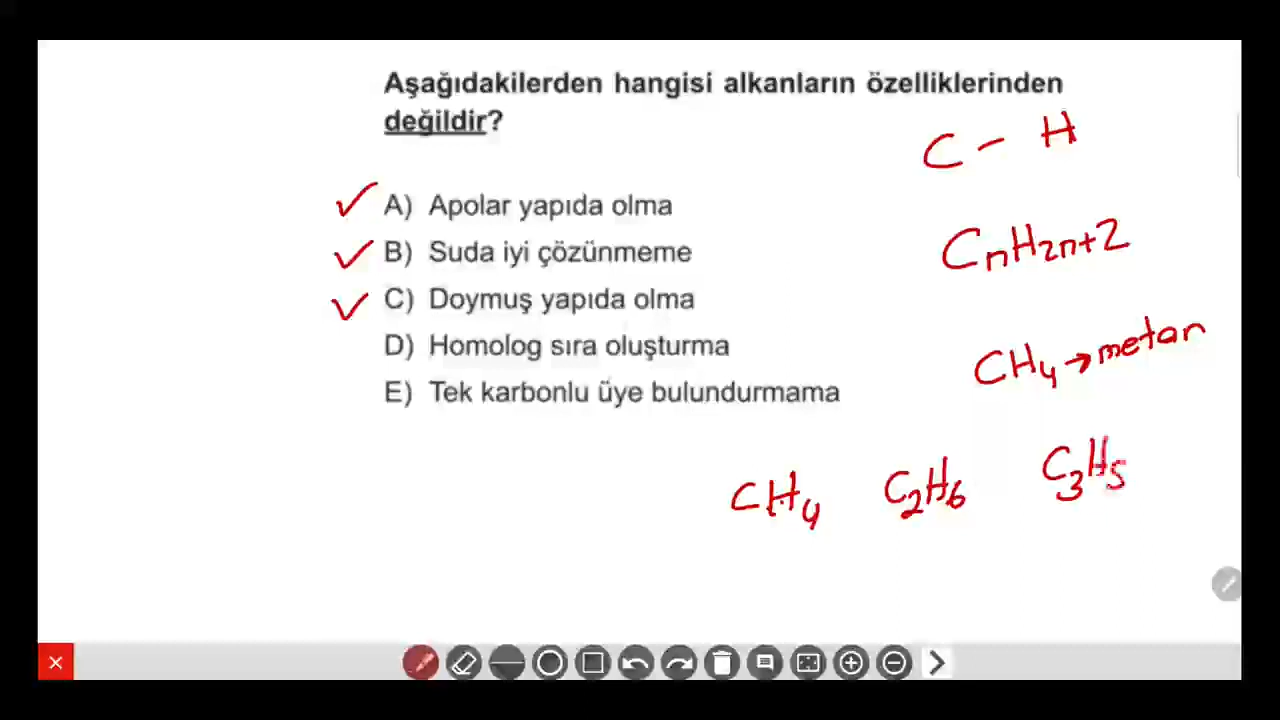 Aşağıdakilerden hangisi alkanların özelliklerinden
değildir?
C - H
CnH2n+2
A) Apolar yapıda olma
B) Suda iyi çözünmeme
C) Doymuş yapıda olma
D) Homolog sıra oluşturma
E) Tek karbonlu üye bulundurmama
CH4 → metan
CH4 C2H6 C3H5